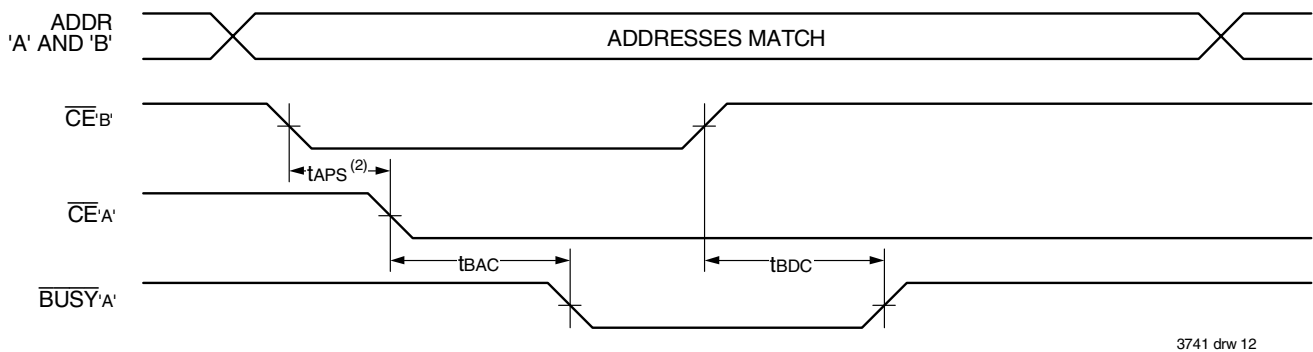 ADDR
'A' AND 'B'
ADDRESSES MATCH
CE'B'
tAPS (2)
CE'A'
tBAC
tBDC
BUSY'A'
3741 drw 12